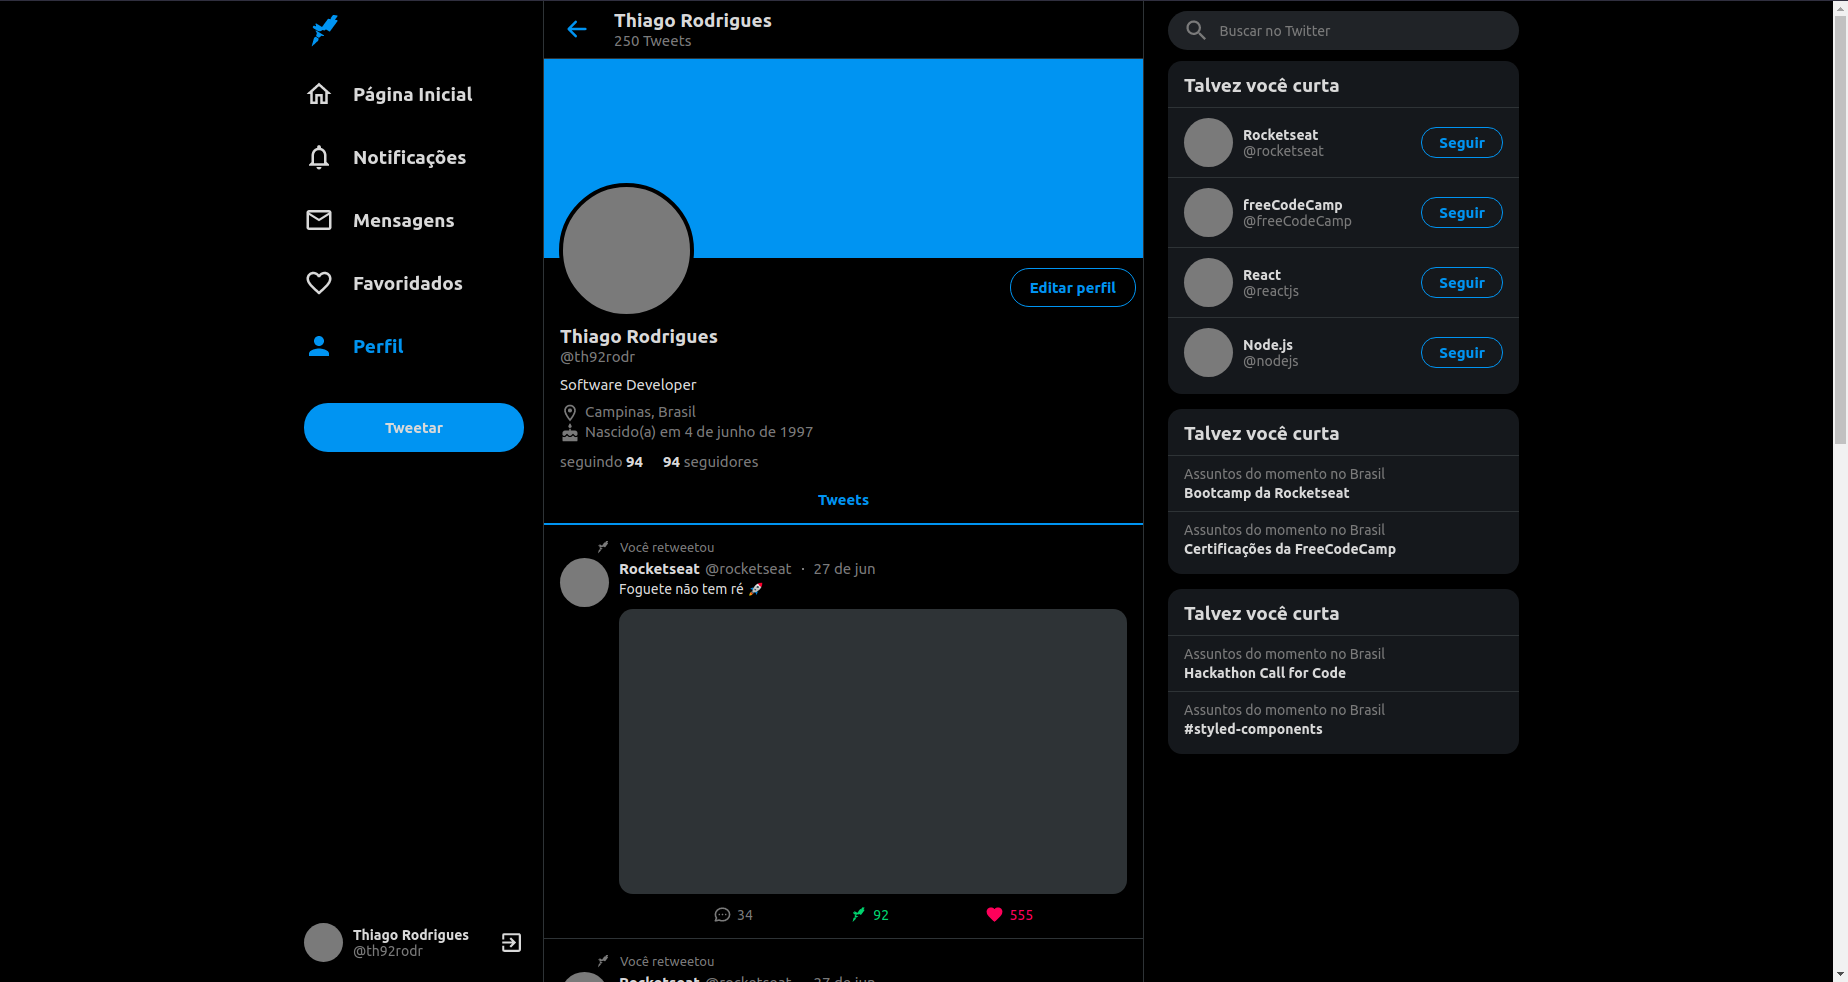 Página Inicial
Notificações
Mensagens
Favoridados
Perfil
Tweetar
Thiago Rodrigues
@th92rodr
Thiago Rodrigues
250 Tweets
Editar perfil
Thiago Rodrigues
@th92rodr
Software Developer
Campinas, Brasil
Nascido(a) em 4 de junho de 1997
seguindo 94 94 seguidores
Tweets
Você retweetou
Rocketseat @rocketseat · 27 de jun
Foguete não tem ré 🚀
34 92 555
Você retweetou
Rocketseat @rocketseat · 27 de jun
Buscar no Twitter
Talvez você curta
Rocketseat
@rocketseat
Seguir
freeCodeCamp
@freeCodeCamp
Seguir
React
@reactjs
Seguir
Node.js
@nodejs
Seguir
Talvez você curta
Assuntos do momento no Brasil
Bootcamp da Rocketseat
Assuntos do momento no Brasil
Certificações da FreeCodeCamp
Talvez você curta
Assuntos do momento no Brasil
Hackathon Call for Code
Assuntos do momento no Brasil
#styled-components